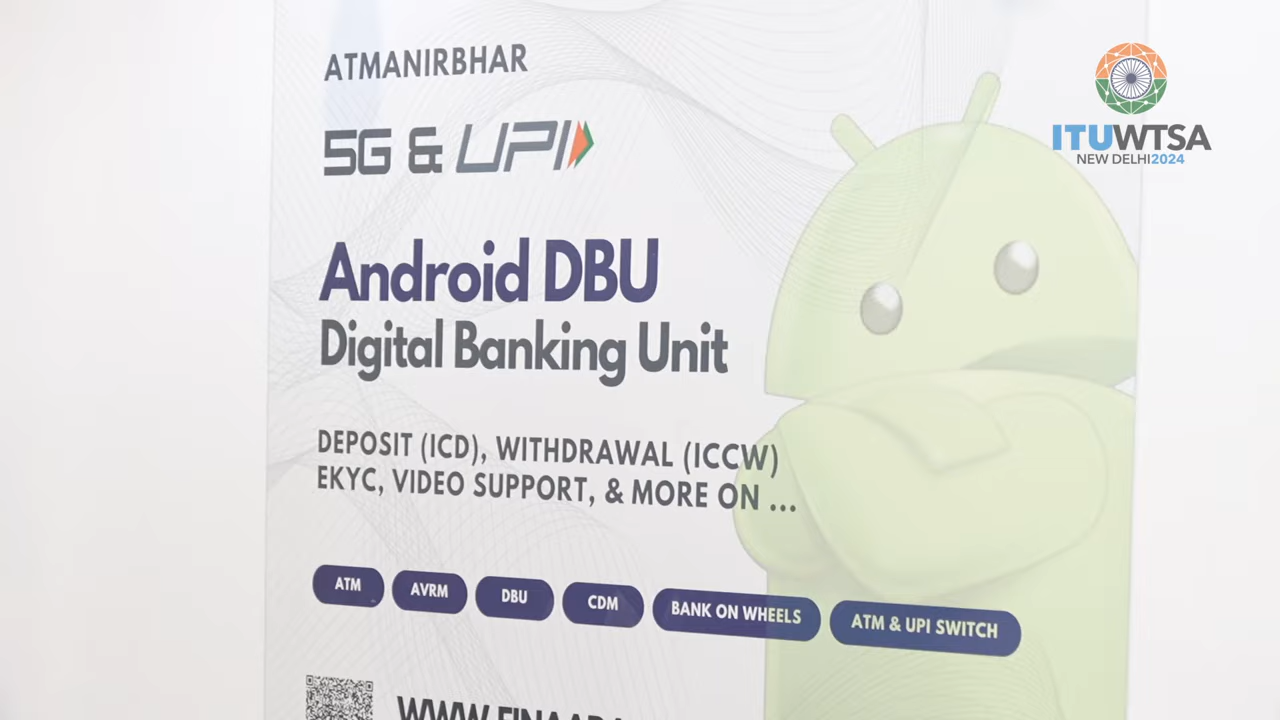 ATMANIRBHAR
5G & UPI
Android DBU
Digital Banking Unit
DEPOSIT (ICD), WITHDRAWAL (ICCW)
EKYC, VIDEO SUPPORT, & MORE ON ...
ATM AVRM DBU CDM BANK ON WHEELS ATM & UPI SWITCH
ITUWTSA
NEW DELHI2024